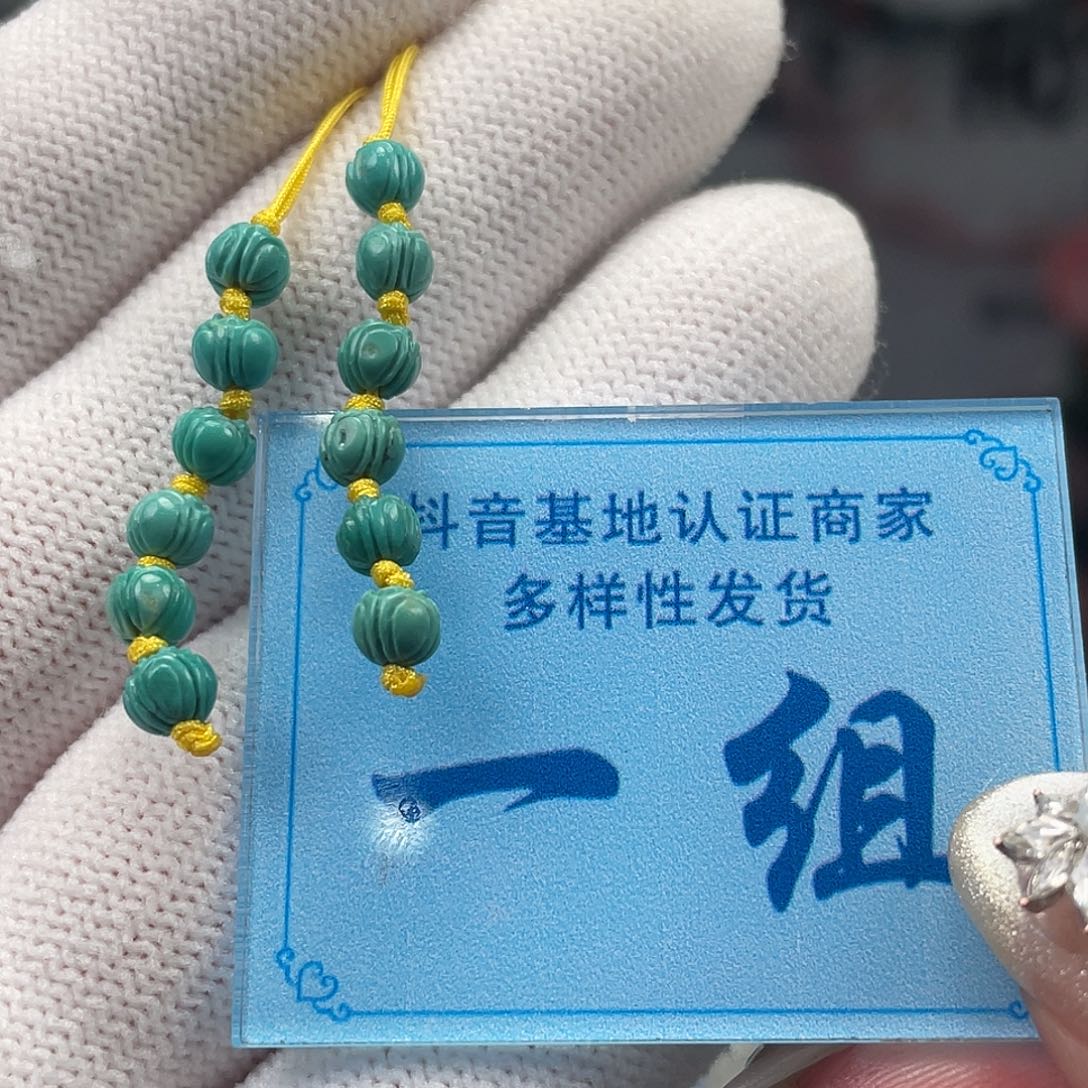 抖音基地认证商家
多样性发货
一组